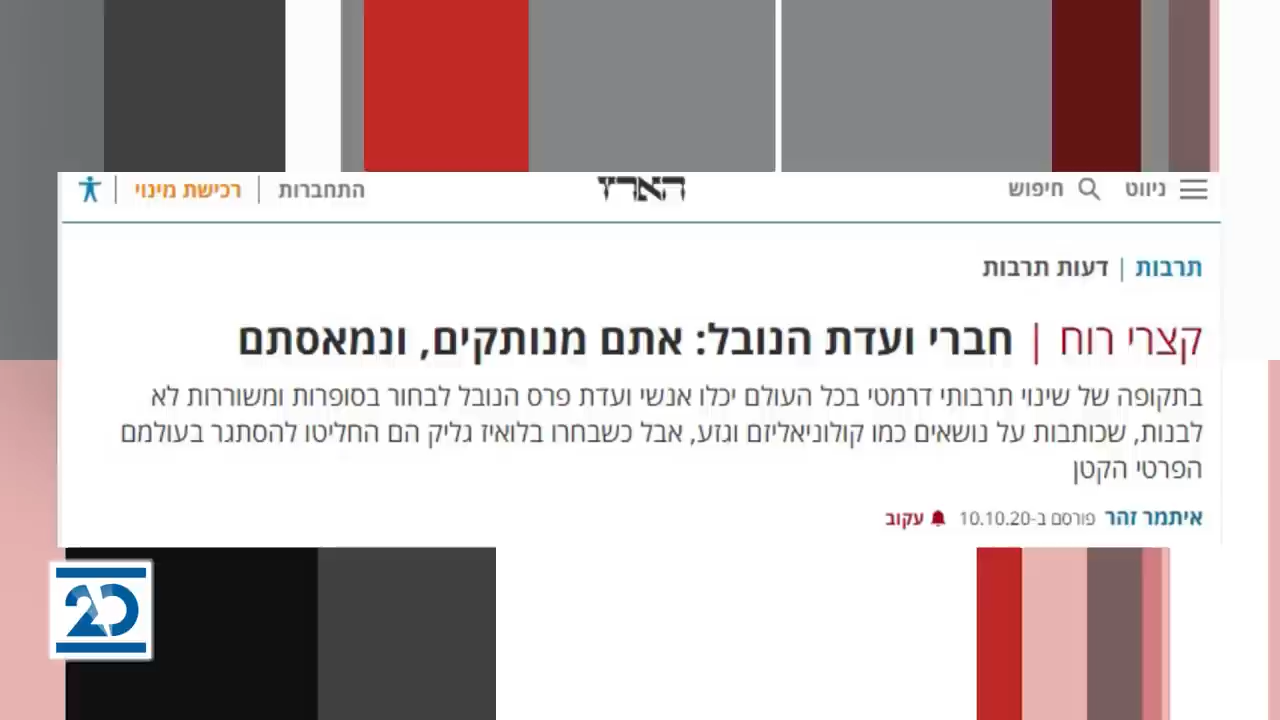 ניווט חיפוש הארץ התחברות | רכישת מינוי |
תרבות | דעות תרבות
קצרי רוח | חברי ועדת הנובל: אתם מנותקים, ונמאסתם
בתקופה של שינוי תרבותי דרמטי בכל העולם יכלו אנשי ועדת פרס הנובל לבחור בסופרות ומשוררות לא
לבנות, שכותבות על נושאים כמו קולוניאליזם וגזע, אבל כשבחרו בלואיז גליק הם החליטו להסתגר בעולמם
הפרטי הקטן
איתמר זהר פורסם ב-10.10.20 עקוב
20